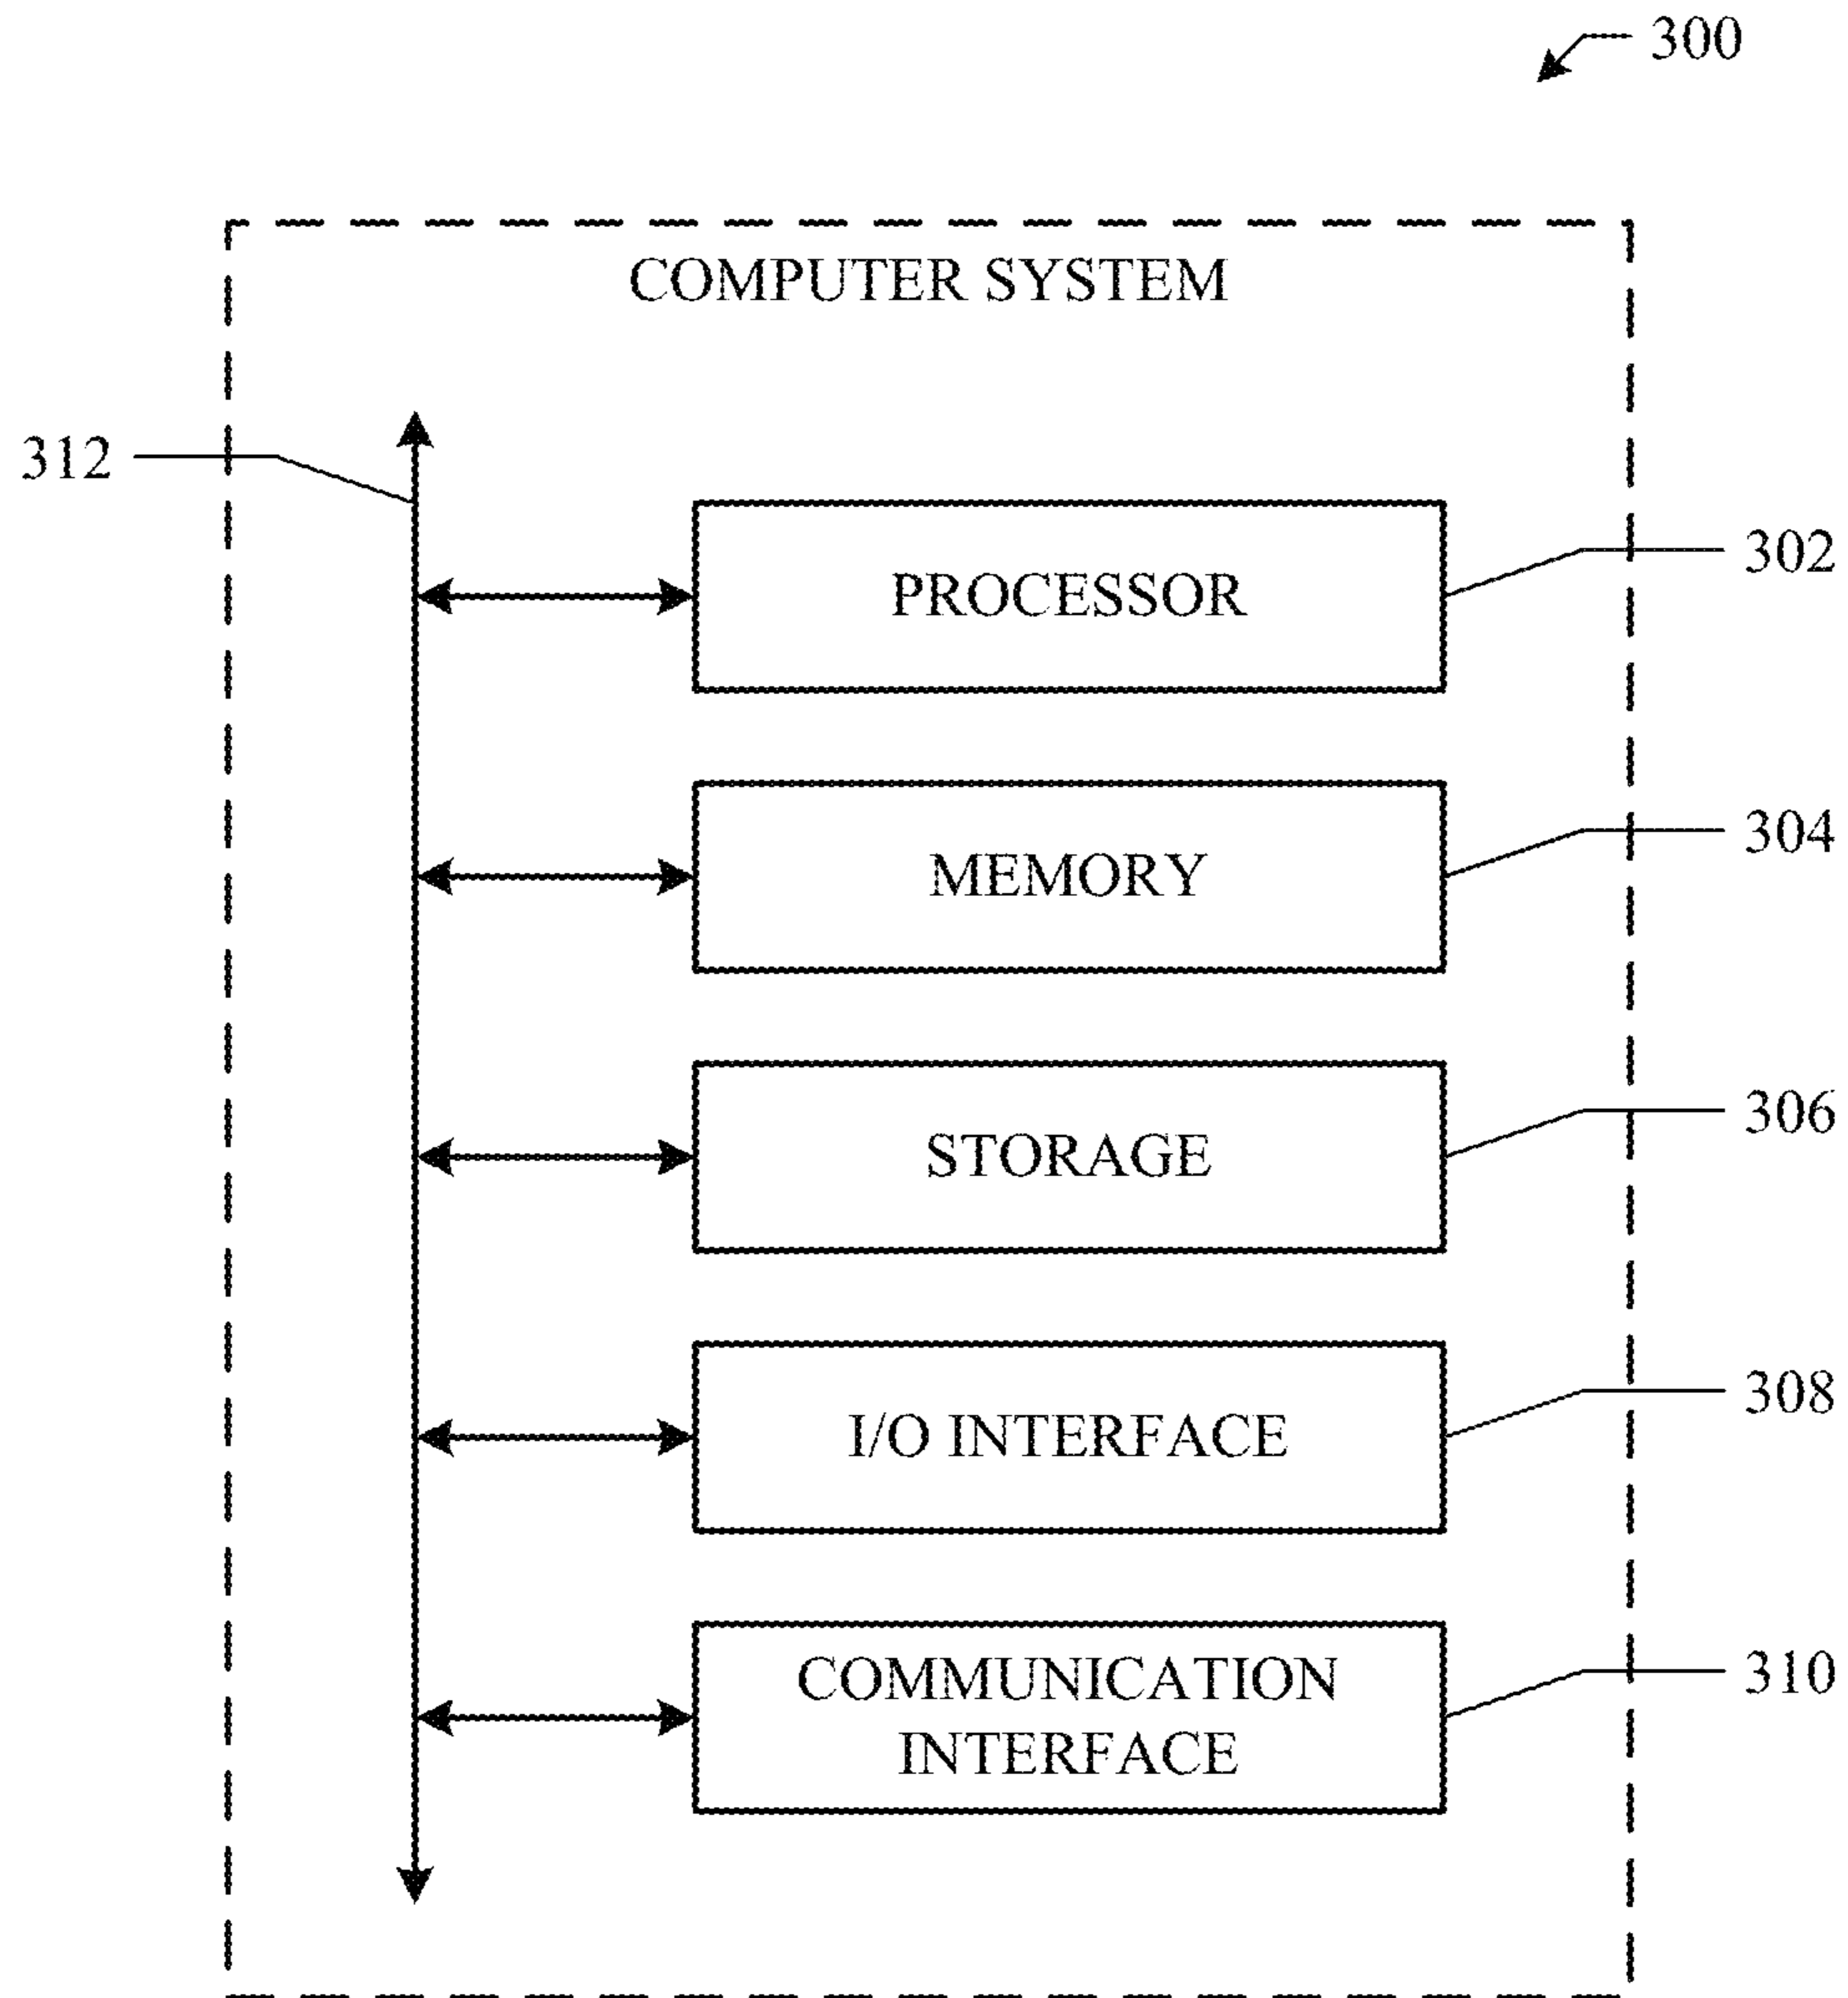 300
COMPUTER SYSTEM
312
PROCESSOR
302
MEMORY
304
STORAGE
306
I/O INTERFACE
308
COMMUNICATION
INTERFACE
310